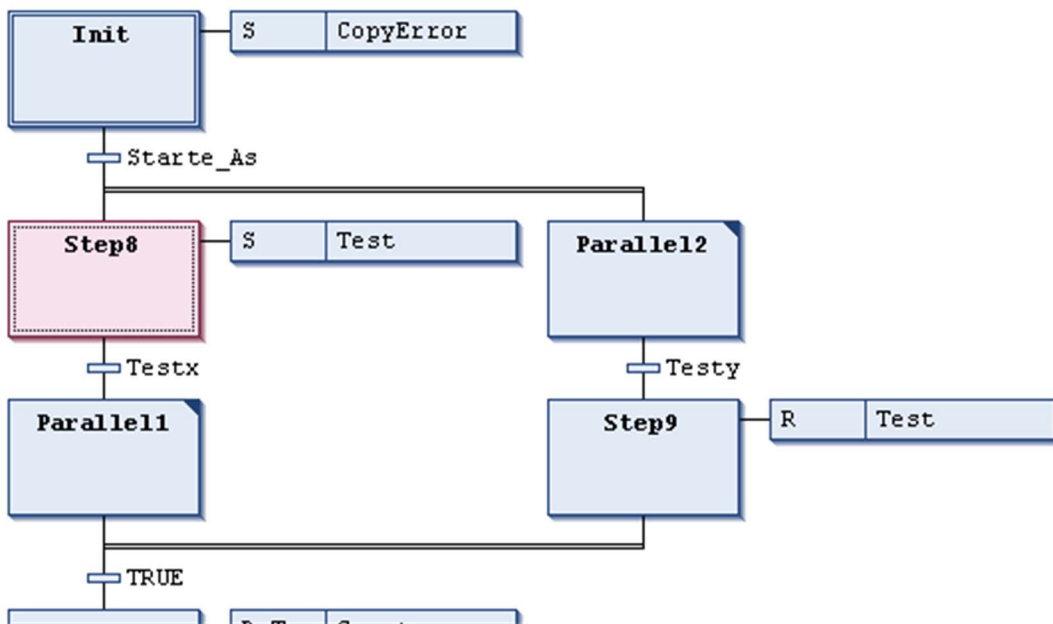 Init
S CopyError
Starte_As
Step8
S Test
Parallel2
Testx
Testy
Parallel1
Step9
R Test
TRUE